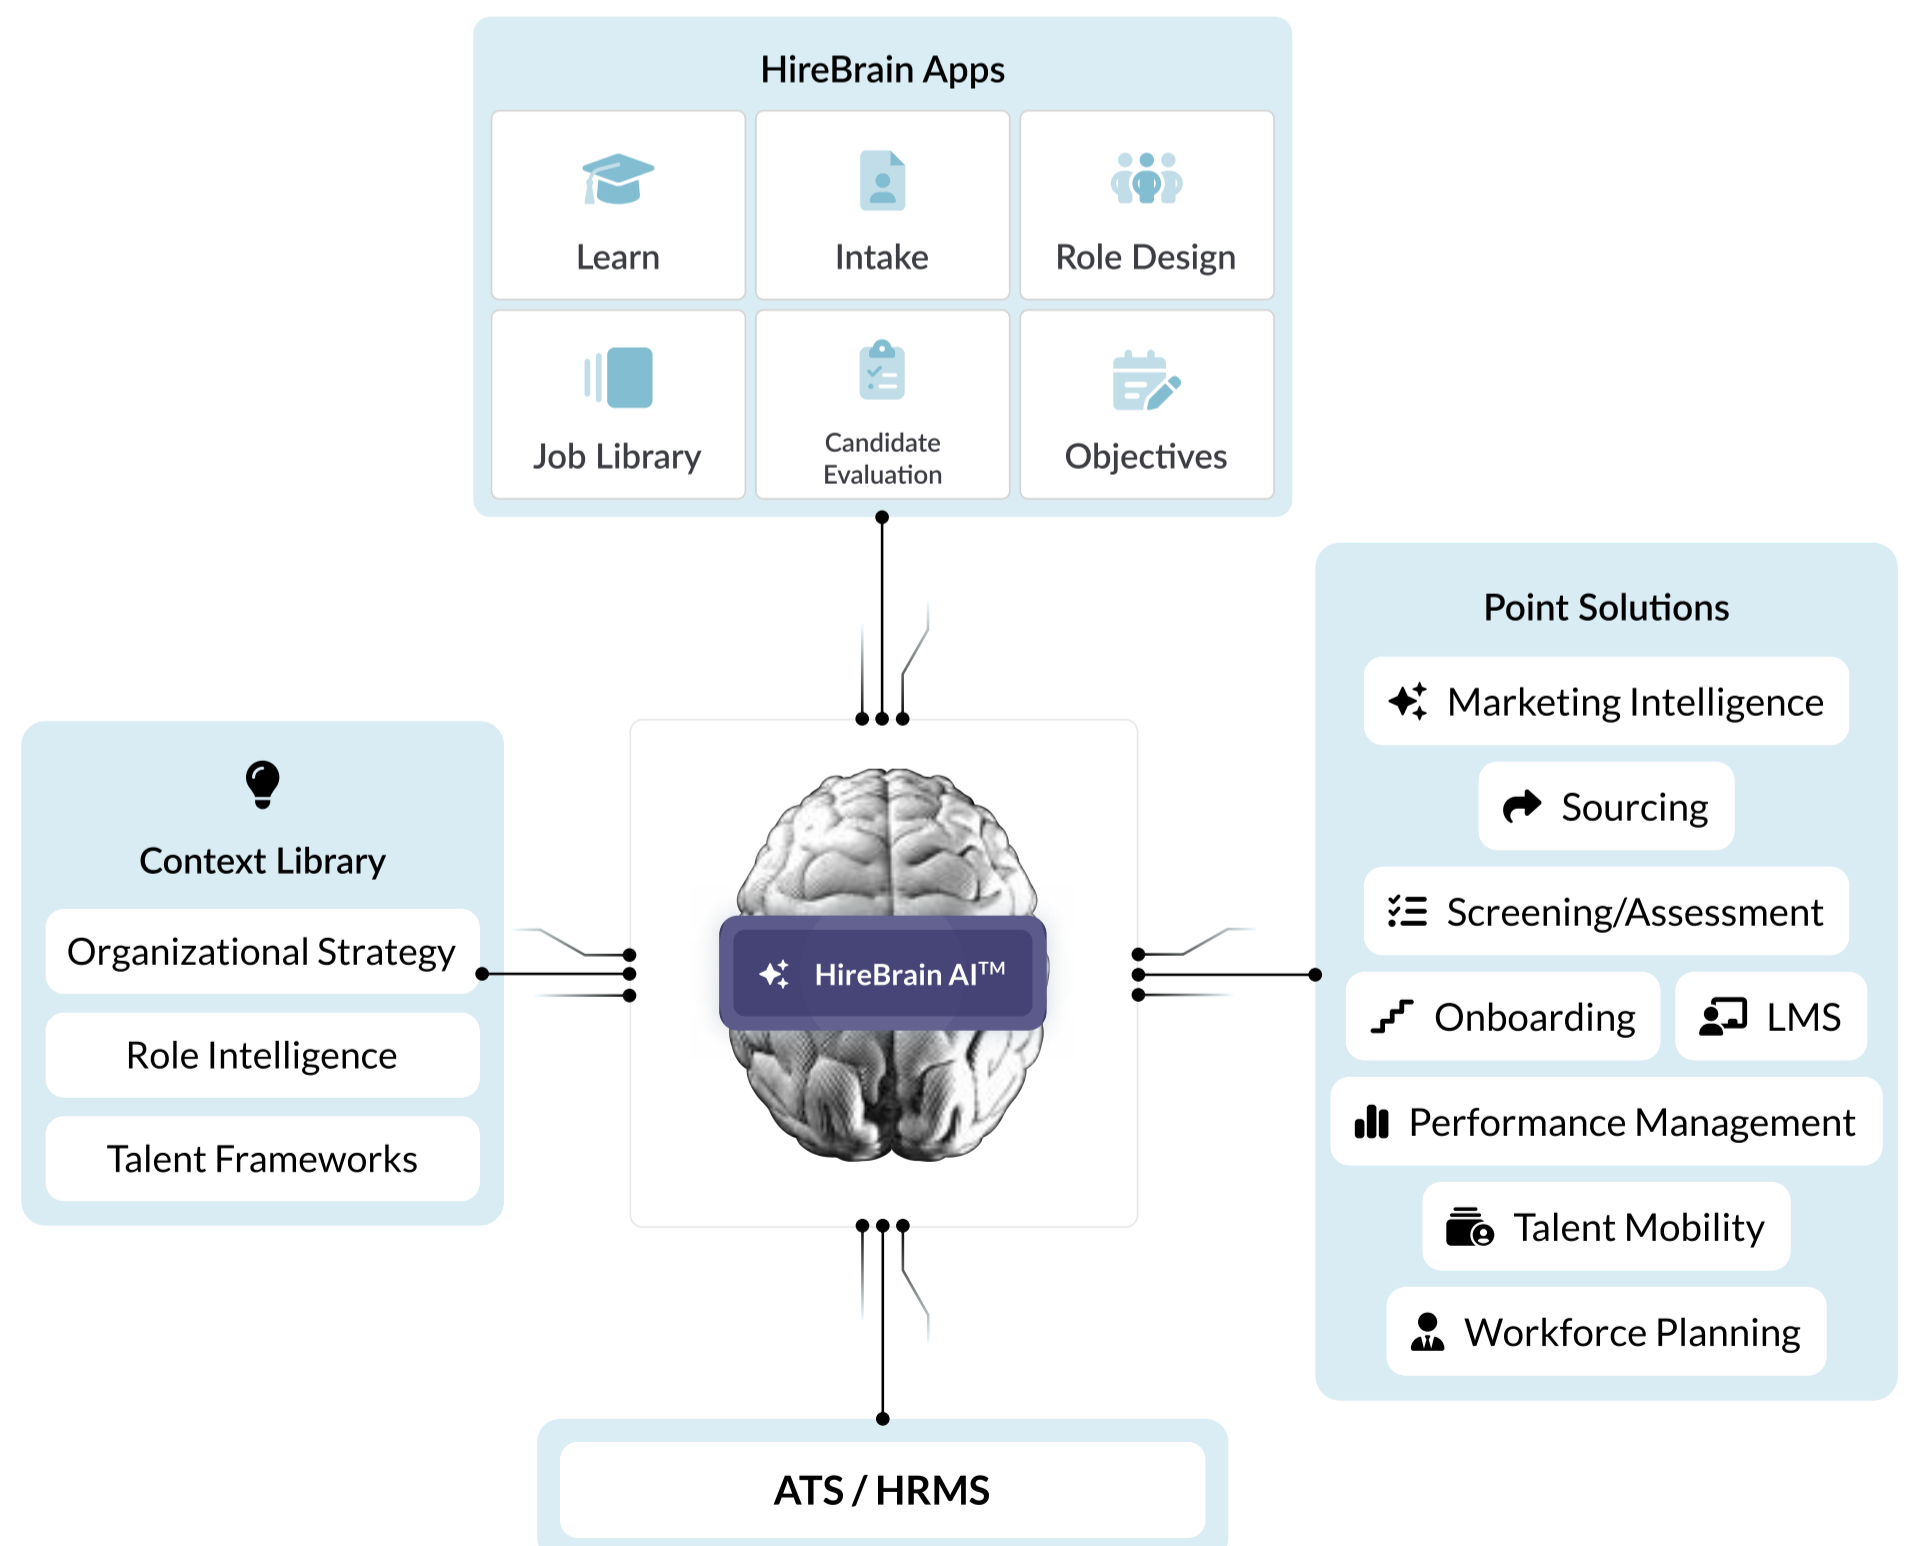 HireBrain Apps
Learn
Intake
Role Design
Job Library
Candidate
Evaluation
Objectives
Context Library
Organizational Strategy
Role Intelligence
Talent Frameworks
HireBrain AI™
Point Solutions
Marketing Intelligence
Sourcing
Screening/Assessment
Onboarding
LMS
Performance Management
Talent Mobility
Workforce Planning
ATS / HRMS